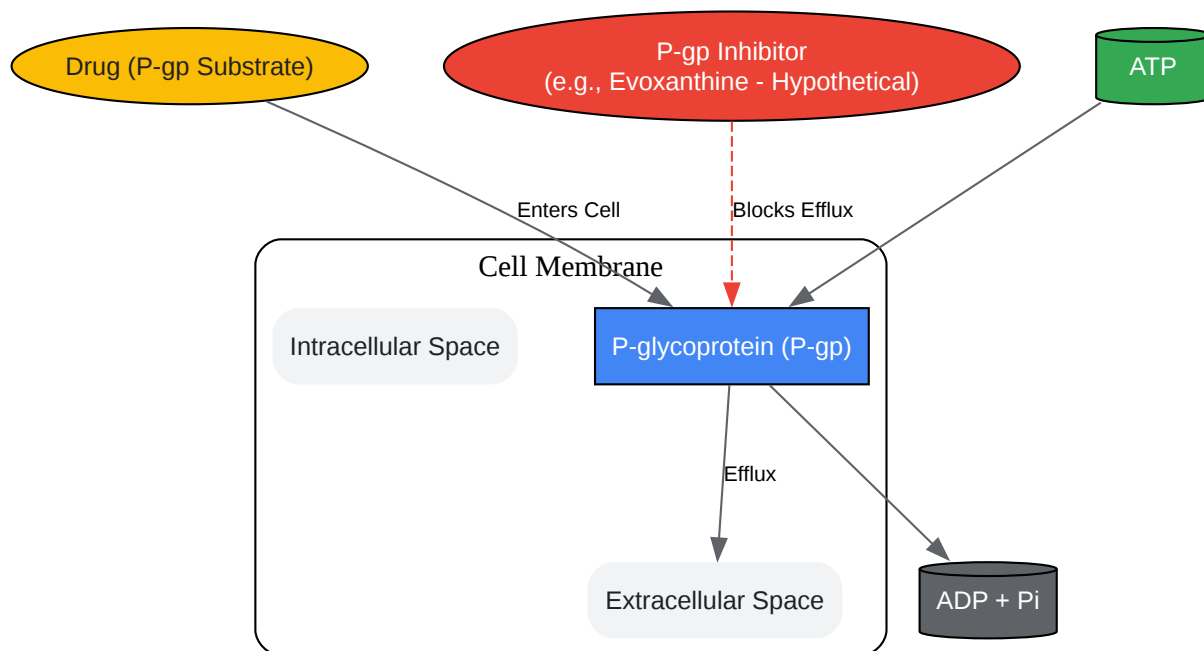 Drug (P-gp Substrate)
P-gp Inhibitor
(e.g., Evoxanthine - Hypothetical)
ATP
Enters Cell
Blocks Efflux
Cell Membrane
Intracellular Space
P-glycoprotein (P-gp)
Efflux
Extracellular Space
ADP + Pi